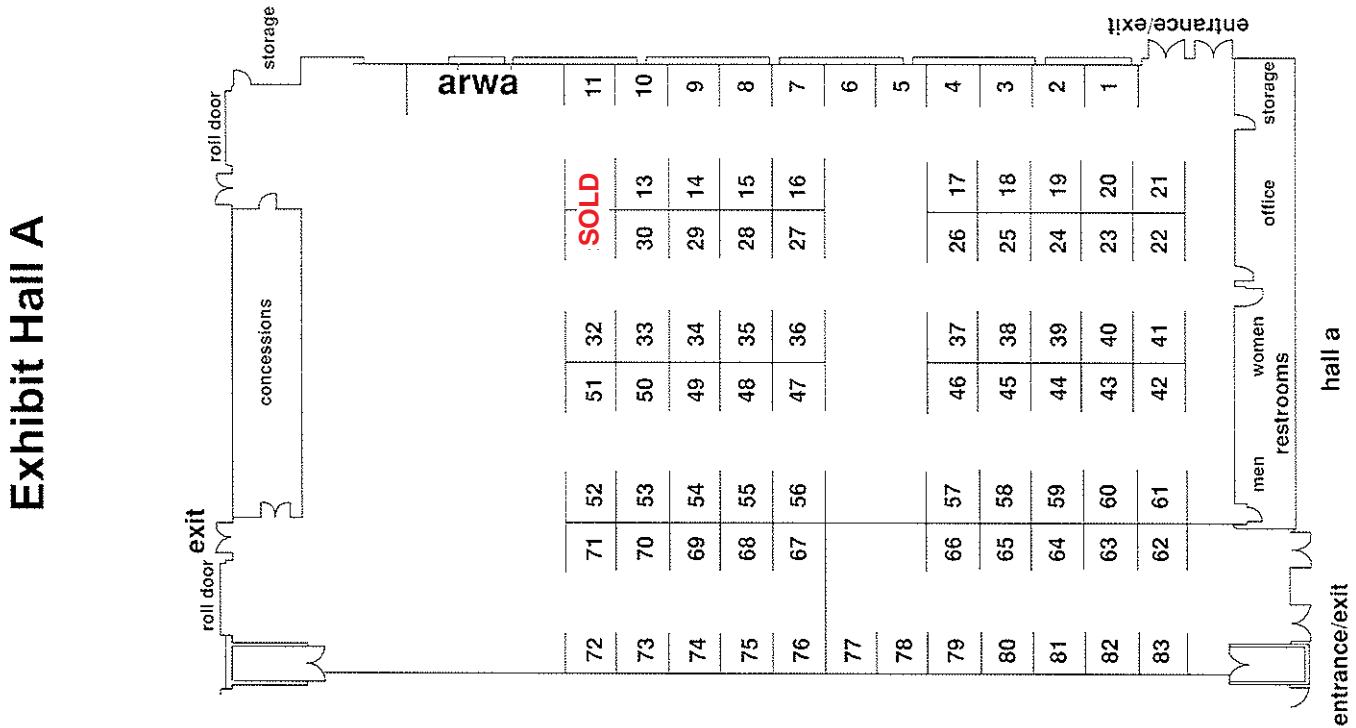 Exhibit Hall A
entrance/exit
storage
roll door
arwa
11 10 9 8 7 6 5 4 3 2 1
storage
SOLD 13 14 15 16 17 18 19 20 21
office
30 29 28 27 26 25 24 23 22
concessions
32 33 34 35 36 37 38 39 40 41
women
51 50 49 48 47 46 45 44 43 42
restrooms
hall a
52 53 54 55 56 57 58 59 60 61
men
exit
71 70 69 68 67 66 65 64 63 62
roll door
72 73 74 75 76 77 78 79 80 81 82 83
entrance/exit